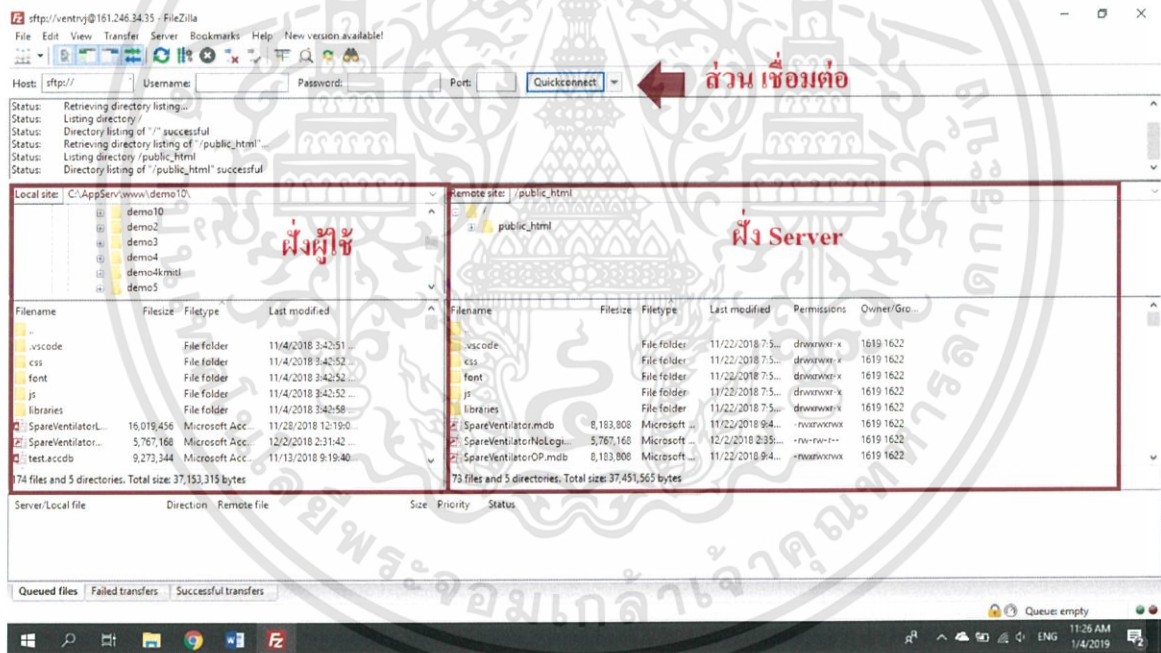 sftp://ventrvj@161.246.34.35 - FileZilla
File Edit View Transfer Server Bookmarks Help New version available!
Host: sftp:// Username: Password: Port: Quickconnect
ส่วน เชื่อมต่อ
Status: Retrieving directory listing...
Status: Listing directory /
Status: Directory listing of "/" successful
Status: Retrieving directory listing of "/public_html"...
Status: Listing directory /public_html
Status: Directory listing of "/public_html" successful
Local site: C:\AppServ\www\demo10\
demo10
demo2
demo3
demo4
demo4kmitl
demo5
ฝั่งผู้ใช้
Filename Filesize Filetype Last modified
..
.vscode File folder 11/4/2018 3:42:51 ...
css File folder 11/4/2018 3:42:52 ...
font File folder 11/4/2018 3:42:52 ...
js File folder 11/4/2018 3:42:52 ...
libraries File folder 11/4/2018 3:42:58 ...
SpareVentilatorL... 16,019,456 Microsoft Acc... 11/28/2018 12:19:0...
SpareVentilator... 5,767,168 Microsoft Acc... 12/2/2018 2:31:42 ...
test.accdb 9,273,344 Microsoft Acc... 11/13/2018 9:19:40...
174 files and 5 directories. Total size: 37,153,315 bytes
Remote site: /public_html
/
public_html
ฝั่ง Server
Filename Filesize Filetype Last modified Permissions Owner/Gro...
..
.vscode File folder 11/22/2018 7:5... drwxrwxr-x 1619 1622
css File folder 11/22/2018 7:5... drwxrwxr-x 1619 1622
font File folder 11/22/2018 7:5... drwxrwxr-x 1619 1622
js File folder 11/22/2018 7:5... drwxrwxr-x 1619 1622
libraries File folder 11/22/2018 7:5... drwxrwxr-x 1619 1622
SpareVentilator.mdb 8,183,808 Microsoft ... 11/22/2018 9:4... -rwxrwxrwx 1619 1622
SpareVentilatorNoLogi... 5,767,168 Microsoft ... 12/2/2018 2:35:... -rw-rw-r-- 1619 1622
SpareVentilatorOP.mdb 8,183,808 Microsoft ... 11/22/2018 9:4... -rwxrwxrwx 1619 1622
73 files and 5 directories. Total size: 37,451,565 bytes
Server/Local file Direction Remote file Size Priority Status
Queued files Failed transfers Successful transfers
Queue: empty
ENG 11:26 AM
1/4/2019